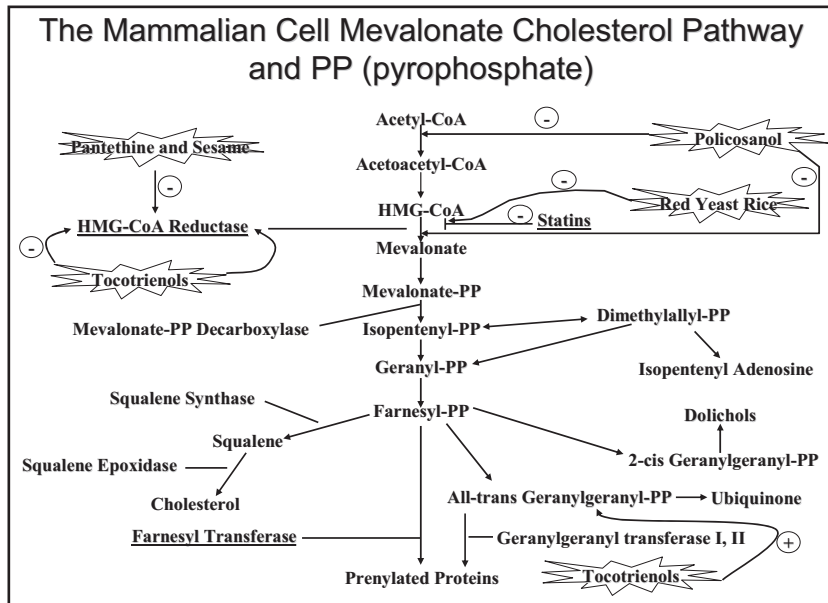 The Mammalian Cell Mevalonate Cholesterol Pathway
and PP (pyrophosphate)
Acetyl-CoA
-
Pantethine and Sesame
Policosanol
Acetoacetyl-CoA
-
-
-
HMG-CoA
Red Yeast Rice
HMG-CoA Reductase
-
Statins
-
Mevalonate
Tocotrienols
Mevalonate-PP
Mevalonate-PP Decarboxylase
Isopentenyl-PP
Dimethylallyl-PP
Geranyl-PP
Isopentenyl Adenosine
Squalene Synthase
Farnesyl-PP
Dolichols
Squalene
Squalene Epoxidase
2-cis Geranylgeranyl-PP
Cholesterol
All-trans Geranylgeranyl-PP
Ubiquinone
Farnesyl Transferase
Geranylgeranyl transferase I, II
+
Prenylated Proteins
Tocotrienols